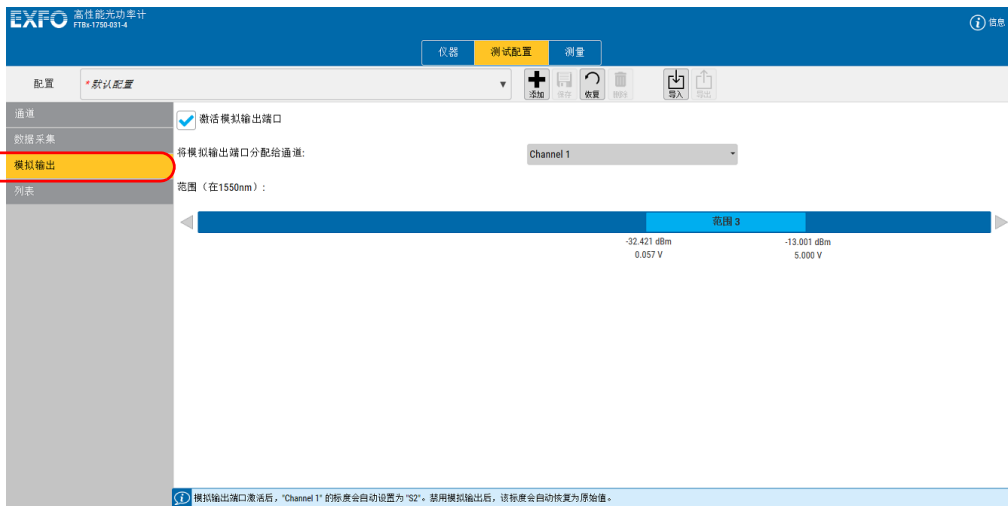 EXFO 高性能光功率计
FTBx-1750-031-4
信息
仪器 测试配置 测量
配置 *默认配置 添加 保存 恢复 删除 导入 导出
通道
数据采集
模拟输出
列表
激活模拟输出端口
将模拟输出端口分配给通道: Channel 1
范围（在1550nm）:
范围 3
-32.421 dBm -13.001 dBm
0.057 V 5.000 V
模拟输出端口激活后，"Channel 1" 的标度会自动设置为 "S2"。禁用模拟输出后，该标度会自动恢复为原始值。